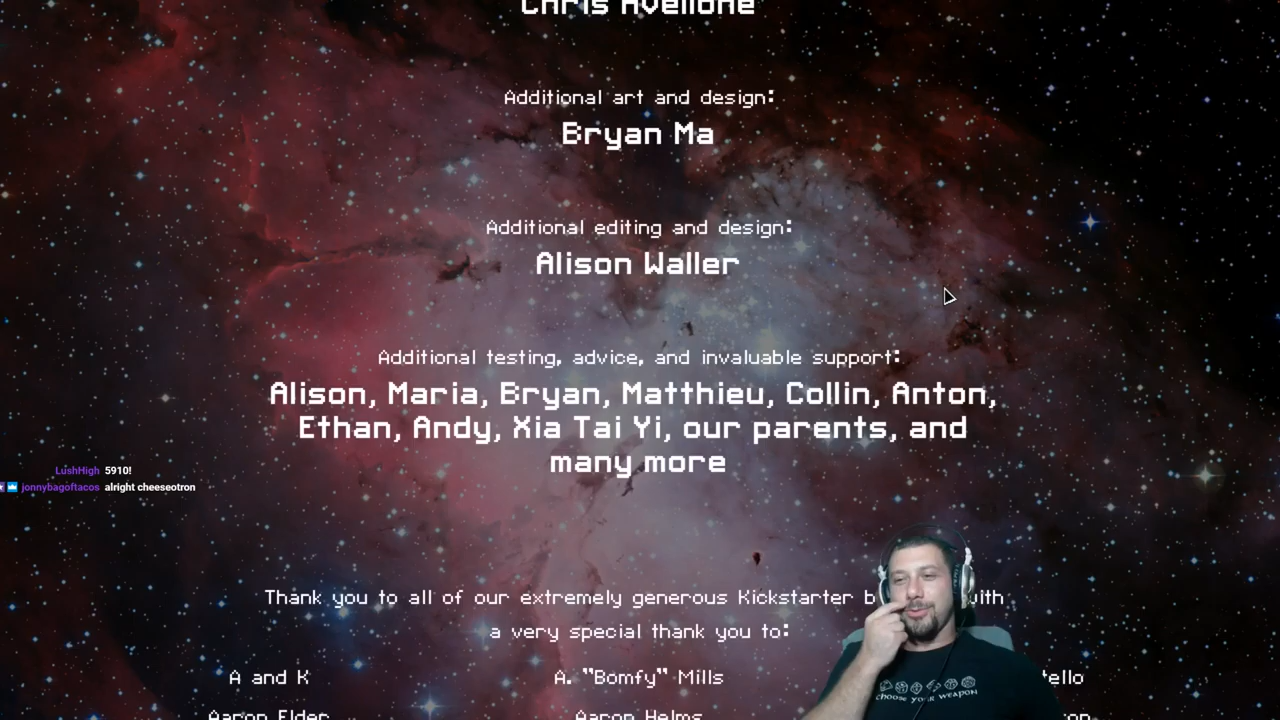 Chris Avellone
Additional art and design:
Bryan Ma
Additional editing and design:
Alison Waller
Additional testing, advice, and invaluable support:
Alison, Maria, Bryan, Matthieu, Collin, Anton,
Ethan, Andy, Xia Tai Yi, our parents, and
many more
LushHigh 5910!
jonnybagoftacos alright cheeseotron
Thank you to all of our extremely generous Kickstarter b with
a very special thank you to:
A and K A. "Bomfy" Mills tello
Aaron Elder Aaron Helms
choose your weapon